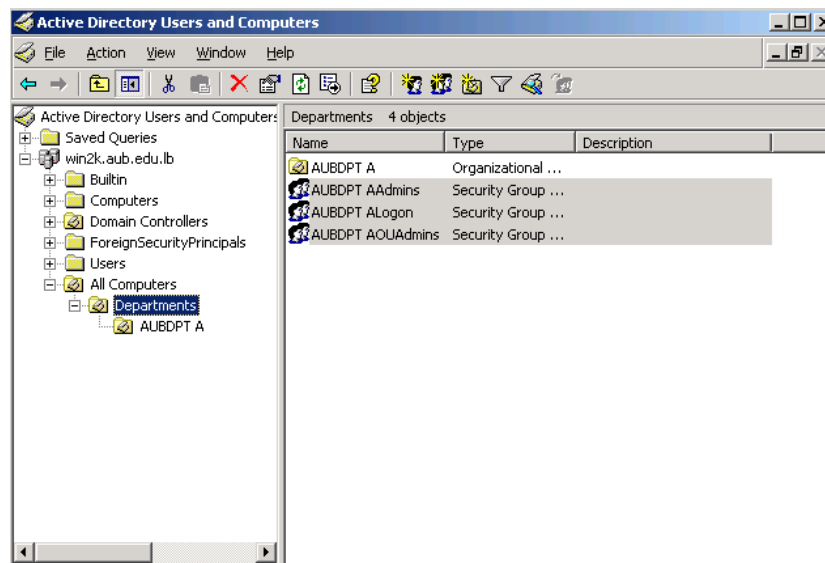 Active Directory Users and Computers
File Action View Window Help
Active Directory Users and Computers
Saved Queries
win2k.aub.edu.lb
Builtin
Computers
Domain Controllers
ForeignSecurityPrincipals
Users
All Computers
Departments
AUBDPT A
Departments 4 objects
Name Type Description
AUBDPT A Organizational ...
AUBDPT AAdmins Security Group ...
AUBDPT ALogon Security Group ...
AUBDPT AOUAdmins Security Group ...